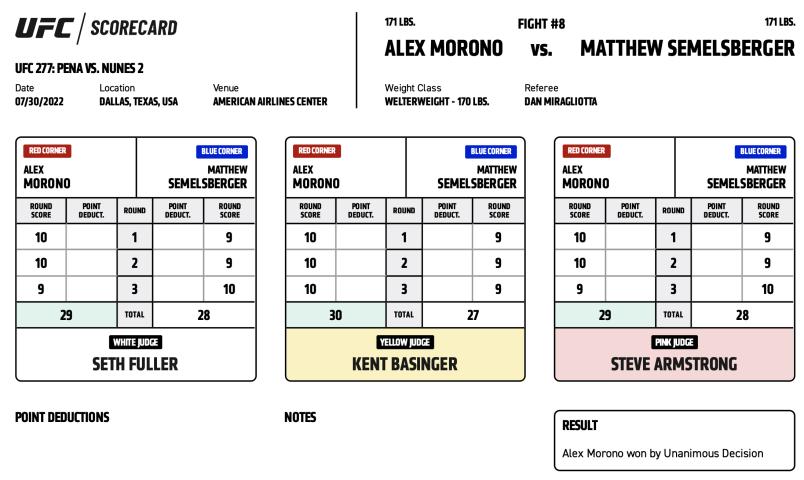 UFC / SCORECARD
UFC 277: PENA VS. NUNES 2
Date Location Venue
07/30/2022 DALLAS, TEXAS, USA AMERICAN AIRLINES CENTER
171 LBS. FIGHT #8 171 LBS.
ALEX MORONO vs. MATTHEW SEMELSBERGER
Weight Class Referee
WELTERWEIGHT - 170 LBS. DAN MIRAGLIOTTA
RED CORNER BLUE CORNER
ALEX MATTHEW
MORONO SEMELSBERGER
ROUND POINT ROUND POINT ROUND
SCORE DEDUCT. DEDUCT. SCORE
10 1 9
10 2 9
9 3 10
29 TOTAL 28
WHITE JUDGE
SETH FULLER
RED CORNER BLUE CORNER
ALEX MATTHEW
MORONO SEMELSBERGER
ROUND POINT ROUND POINT ROUND
SCORE DEDUCT. DEDUCT. SCORE
10 1 9
10 2 9
10 3 9
30 TOTAL 27
YELLOW JUDGE
KENT BASINGER
RED CORNER BLUE CORNER
ALEX MATTHEW
MORONO SEMELSBERGER
ROUND POINT ROUND POINT ROUND
SCORE DEDUCT. DEDUCT. SCORE
10 1 9
10 2 9
9 3 10
29 TOTAL 28
PINK JUDGE
STEVE ARMSTRONG
POINT DEDUCTIONS
NOTES
RESULT
Alex Morono won by Unanimous Decision